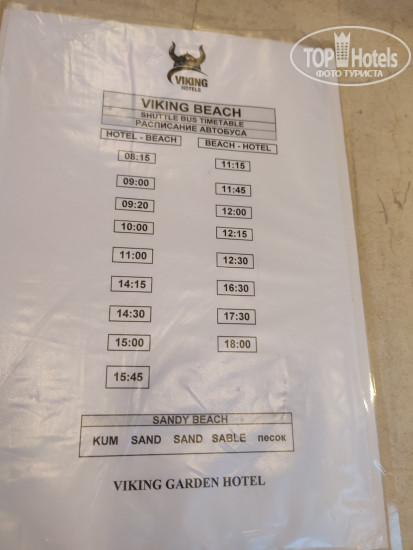 TOP Hotels
ФОТО ТУРИСТА
VIKING
HOTELS
VIKING BEACH
SHUTTLE BUS TIMETABLE
РАСПИСАНИЕ АВТОБУСА
HOTEL - BEACH BEACH - HOTEL
08:15 11:15
09:00 11:45
09:20 12:00
10:00 12:15
11:00 12:30
14:15 16:30
14:30 17:30
15:00 18:00
15:45
SANDY BEACH
KUM SAND SAND SABLE песок
VIKING GARDEN HOTEL